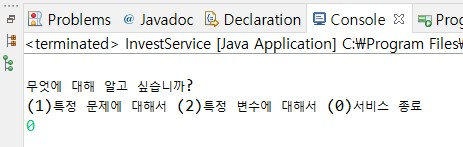 Problems @ Javadoc Declaration Console
<terminated> InvestService [Java Application] C:₩Program Files₩
무엇에 대해 알고 싶습니까?
(1)특정 문제에 대해서 (2)특정 변수에 대해서 (0)서비스 종료
0